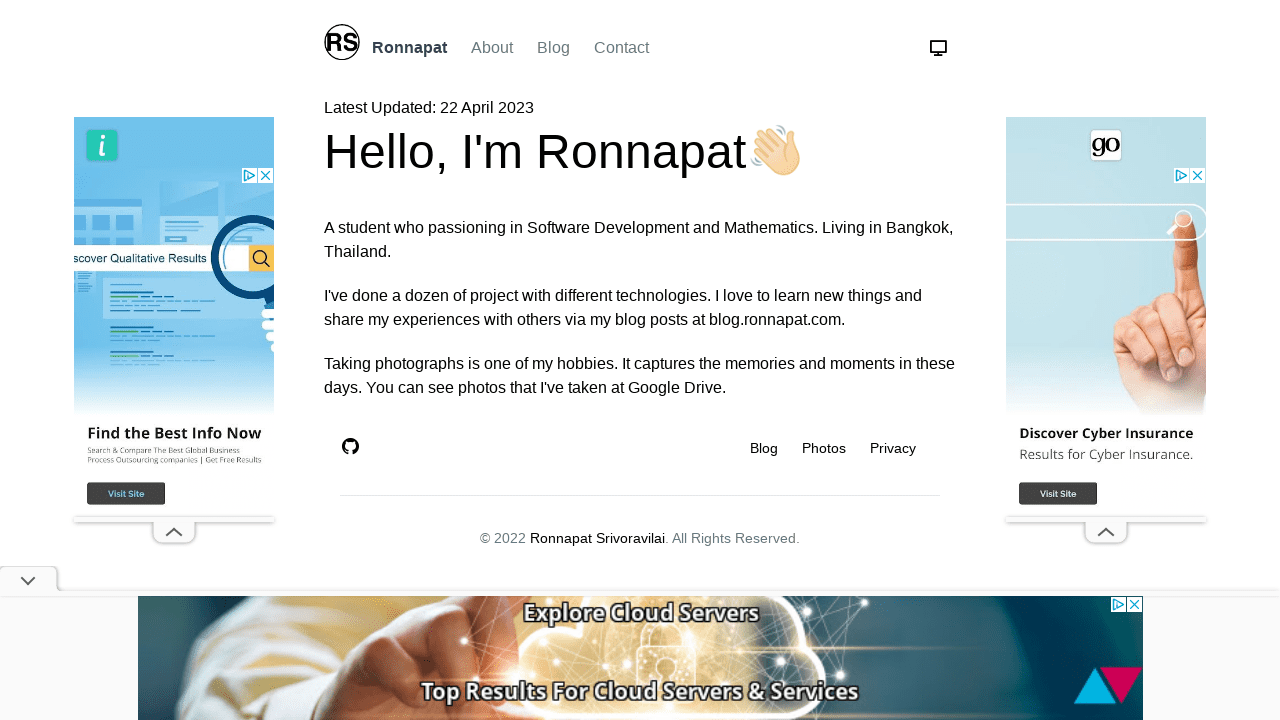 RS Ronnapat About Blog Contact
Latest Updated: 22 April 2023
Hello, I'm Ronnapat
A student who passioning in Software Development and Mathematics. Living in Bangkok,
Thailand.
I've done a dozen of project with different technologies. I love to learn new things and
share my experiences with others via my blog posts at blog.ronnapat.com.
Taking photographs is one of my hobbies. It captures the memories and moments in these
days. You can see photos that I've taken at Google Drive.
Blog Photos Privacy
© 2022 Ronnapat Srivoravilai. All Rights Reserved.
i
scover Qualitative Results
Find the Best Info Now
Search & Compare The Best Global Business
Process Outsourcing companies | Get Free Results
Visit Site
go
Discover Cyber Insurance
Results for Cyber Insurance.
Visit Site
Explore Cloud Servers
Top Results For Cloud Servers & Services